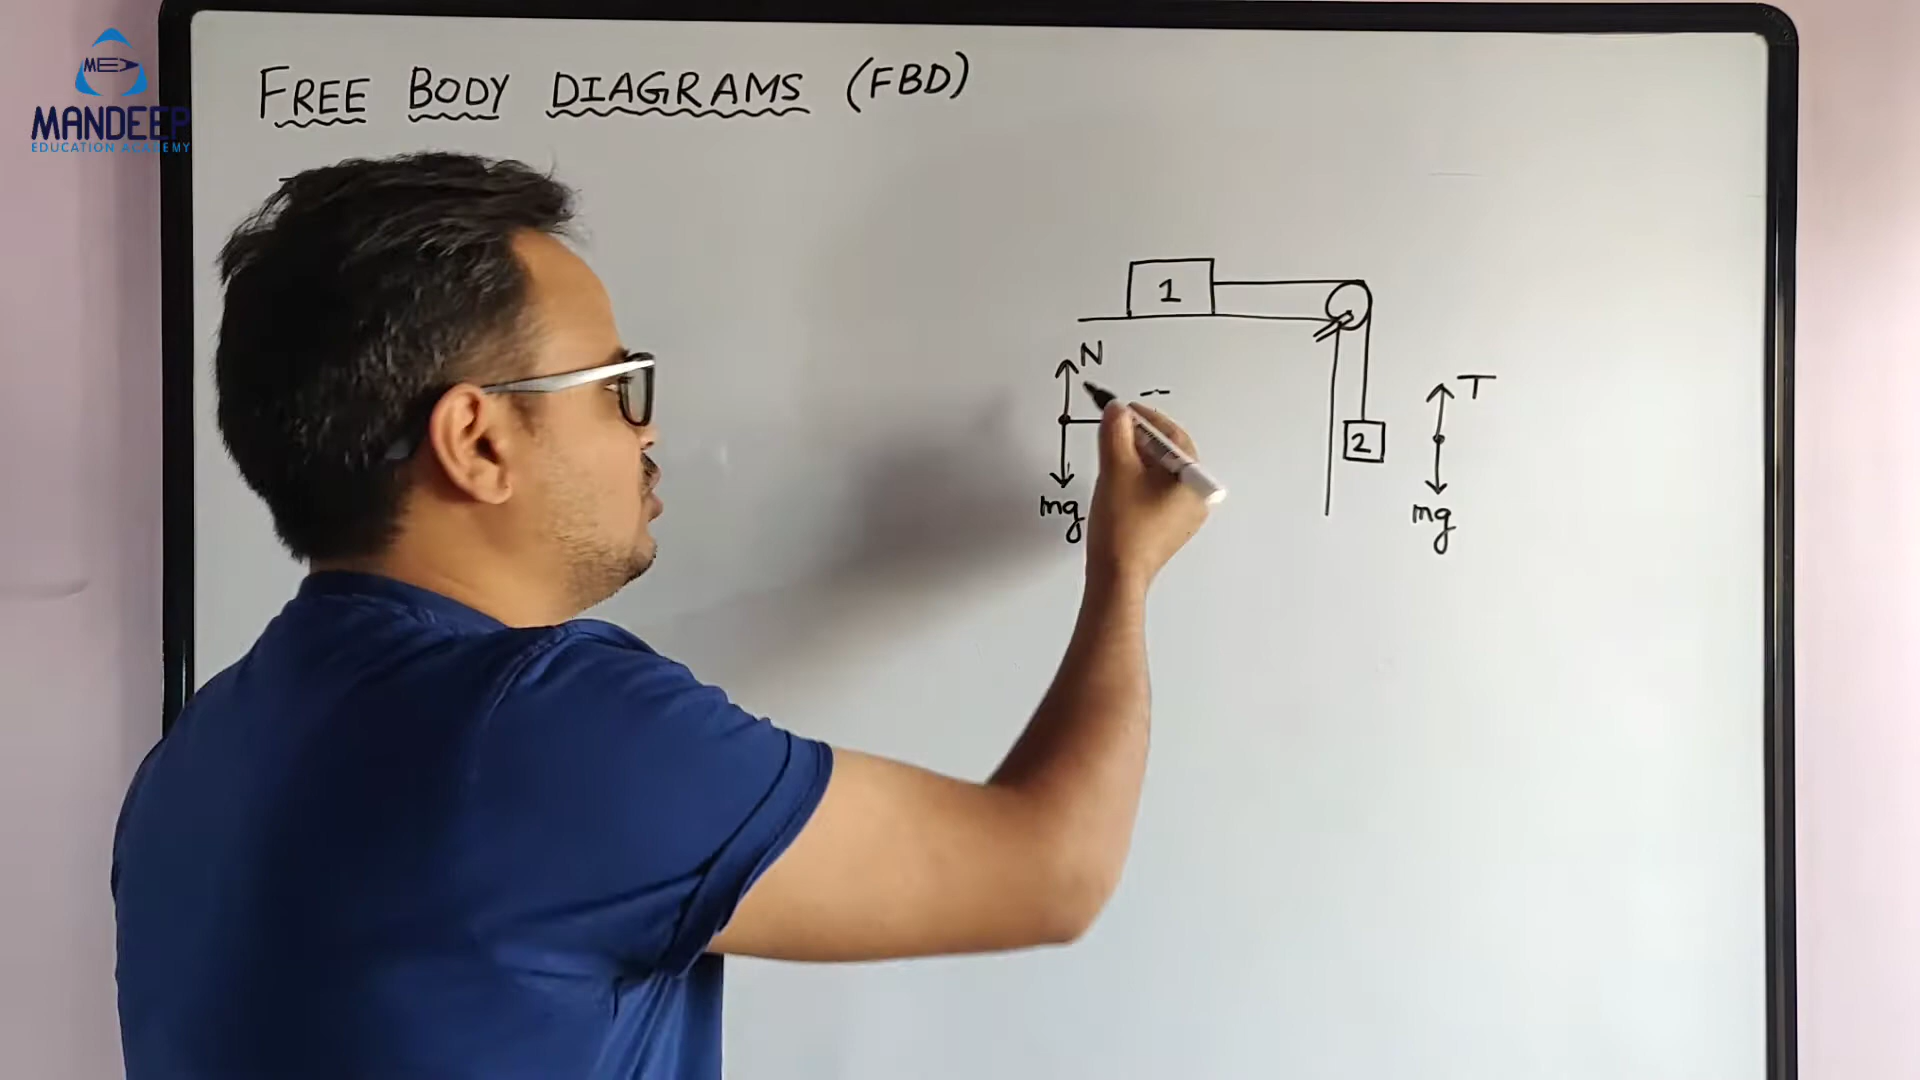 MANDEEP
EDUCATION ACADEMY
FREE BODY DIAGRAMS (FBD)
1
N
mg
2
T
mg